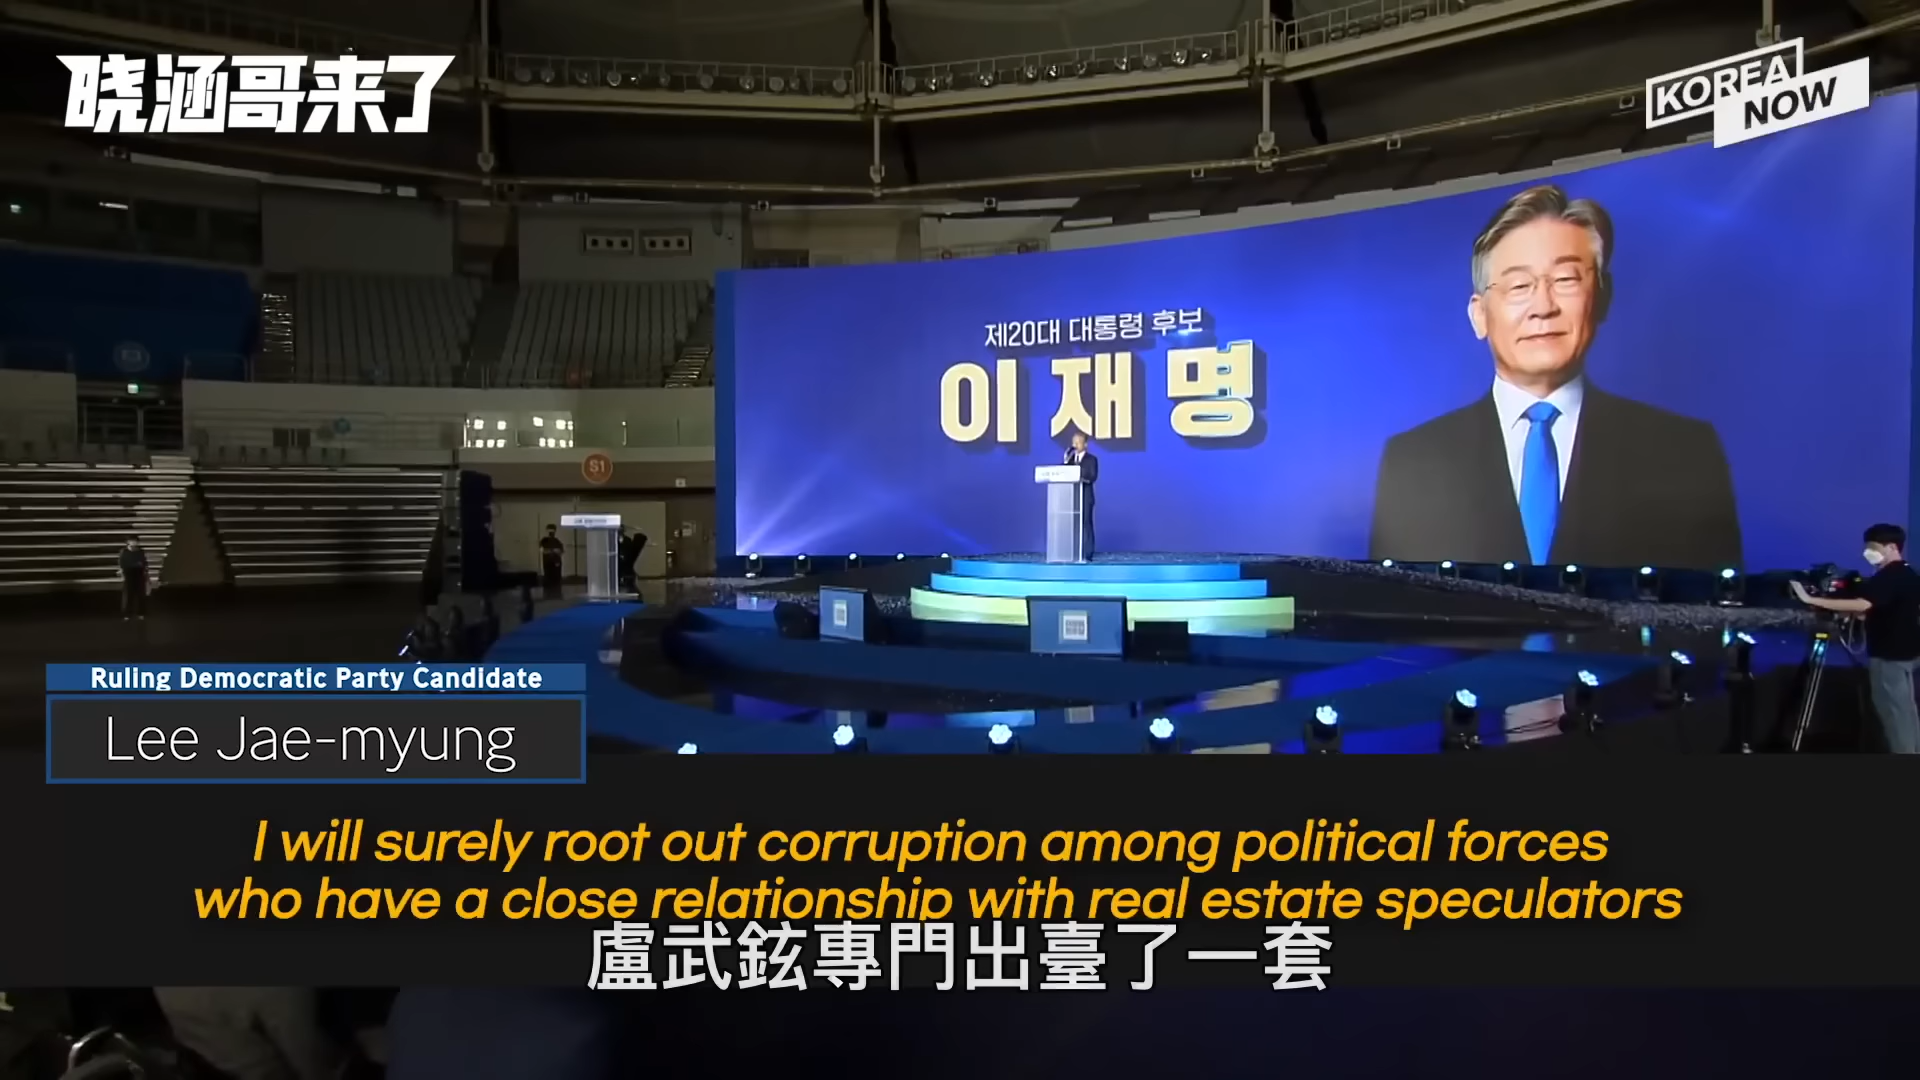 晓涵哥来了
KOREA
NOW
제20대 대통령 후보
이재명
S1
Ruling Democratic Party Candidate
Lee Jae-myung
I will surely root out corruption among political forces
who have a close relationship with real estate speculators
盧武鉉專門出臺了一套